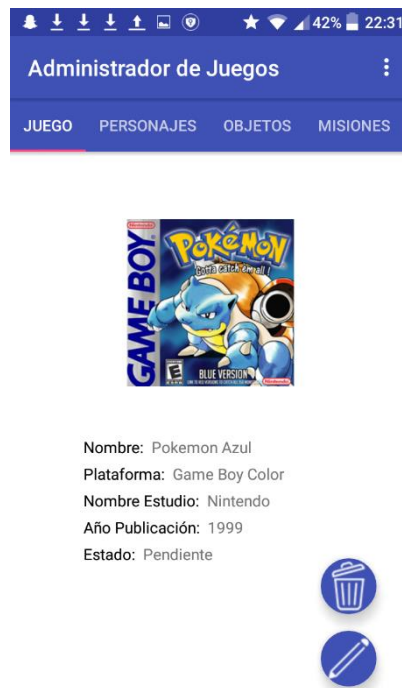 42% 22:31
Administrador de Juegos
JUEGO PERSONAJES OBJETOS MISIONES
Nintendo
GAME BOY
POKéMON
Gotta catch 'em all!
E
BLUE VERSION
Nintendo
Nombre: Pokemon Azul
Plataforma: Game Boy Color
Nombre Estudio: Nintendo
Año Publicación: 1999
Estado: Pendiente